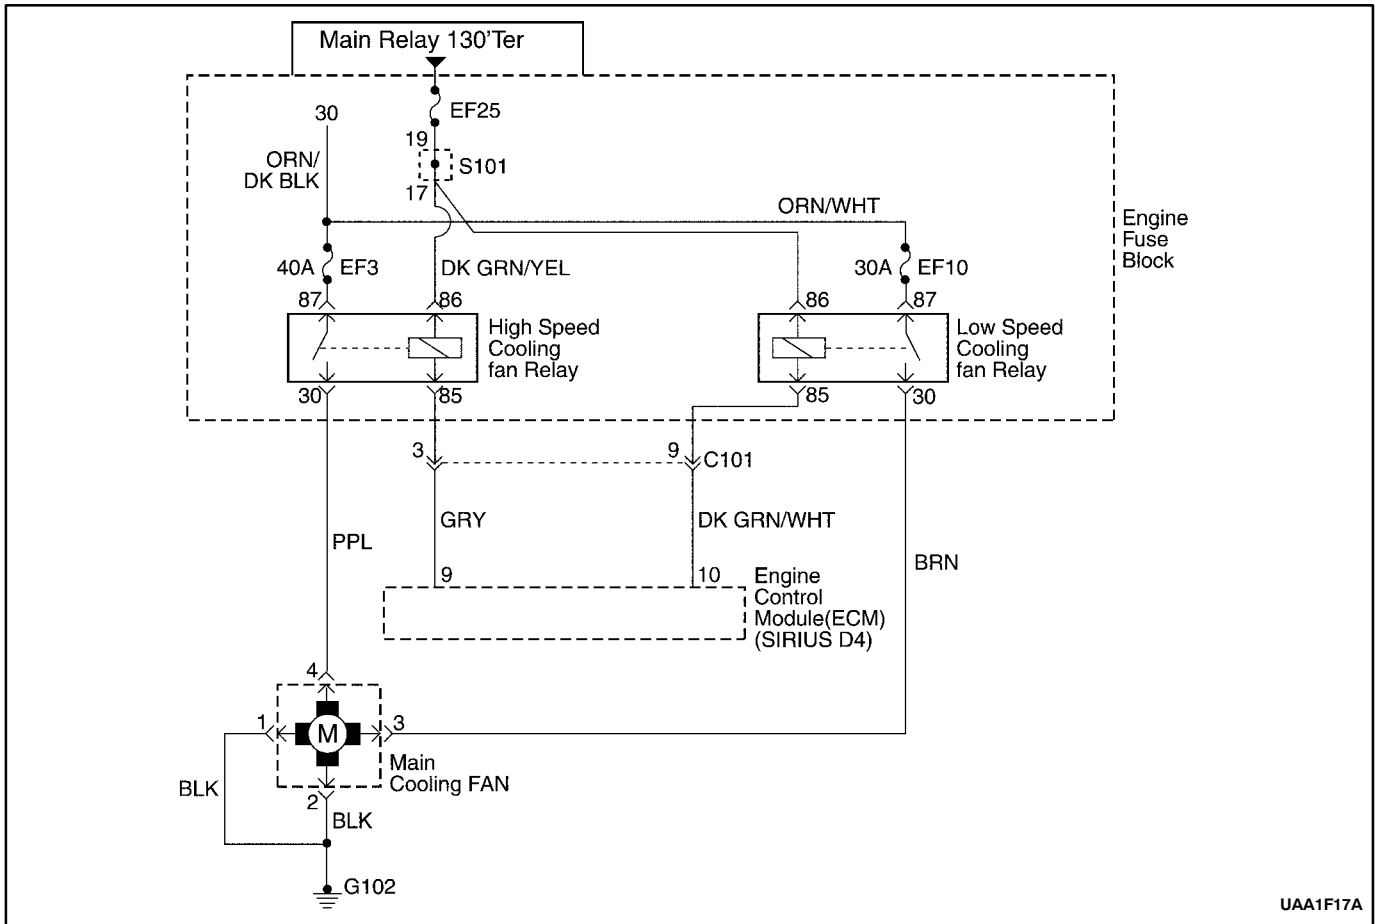 Main Relay 130'Ter
EF25
30
19
ORN/
DK BLK
S101
17
ORN/WHT
Engine
Fuse
Block
40A
EF3
DK GRN/YEL
30A
EF10
87
86
86
87
High Speed
Cooling
fan Relay
Low Speed
Cooling
fan Relay
30
85
85
30
3
9
C101
GRY
DK GRN/WHT
PPL
BRN
9
10
Engine
Control
Module(ECM)
(SIRIUS D4)
4
1
M
3
Main
Cooling FAN
BLK
2
BLK
G102
UAA1F17A